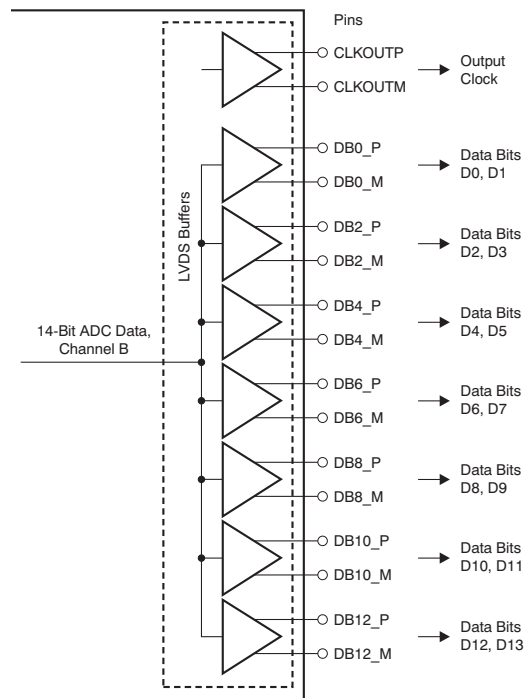 Pins
CLKOUTP
CLKOUTM
Output
Clock
DB0_P
DB0_M
Data Bits
D0, D1
DB2_P
DB2_M
Data Bits
D2, D3
DB4_P
DB4_M
Data Bits
D4, D5
DB6_P
DB6_M
Data Bits
D6, D7
DB8_P
DB8_M
Data Bits
D8, D9
DB10_P
DB10_M
Data Bits
D10, D11
DB12_P
DB12_M
Data Bits
D12, D13
LVDS Buffers
14-Bit ADC Data,
Channel B